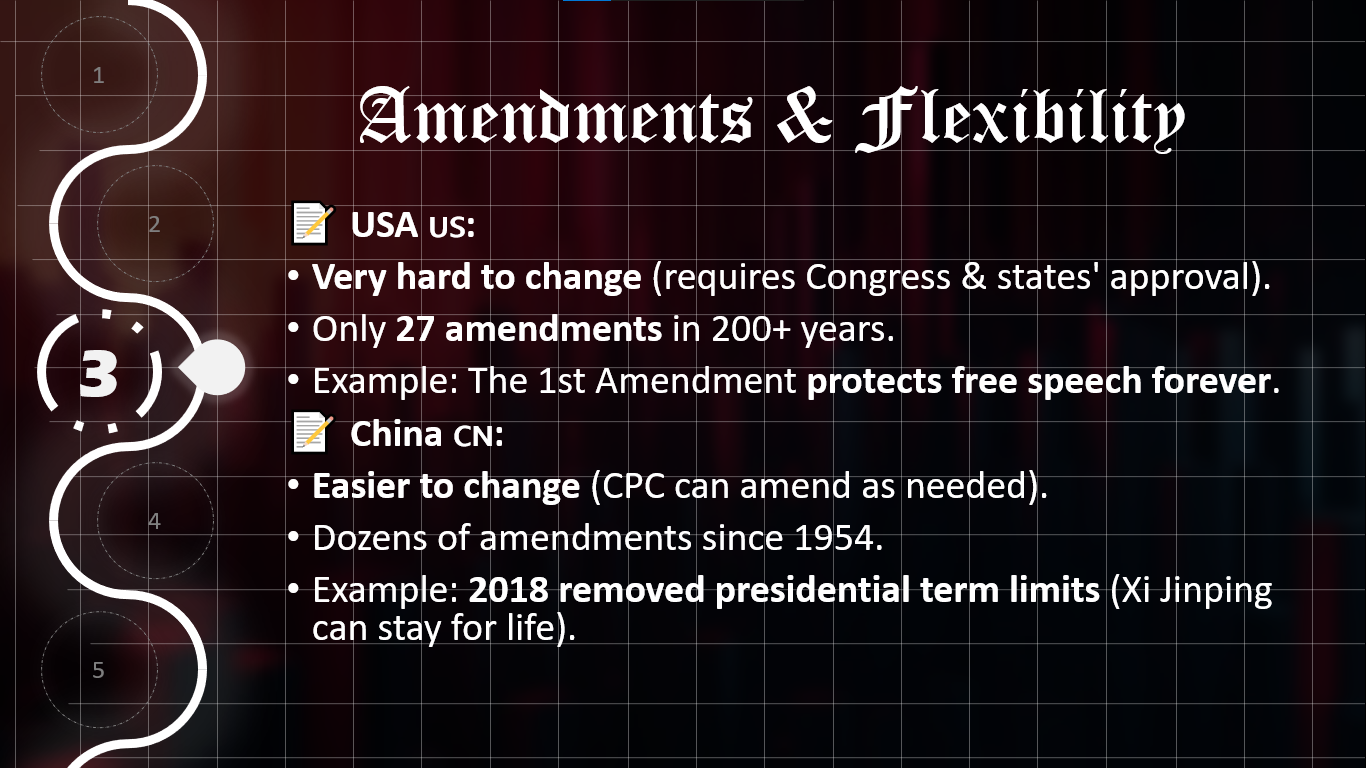 1
Amendments & Flexibility
2
📝 USA US:
• Very hard to change (requires Congress & states' approval).
• Only 27 amendments in 200+ years.
3
• Example: The 1st Amendment protects free speech forever.
📝 China CN:
• Easier to change (CPC can amend as needed).
4
• Dozens of amendments since 1954.
• Example: 2018 removed presidential term limits (Xi Jinping
can stay for life).
5